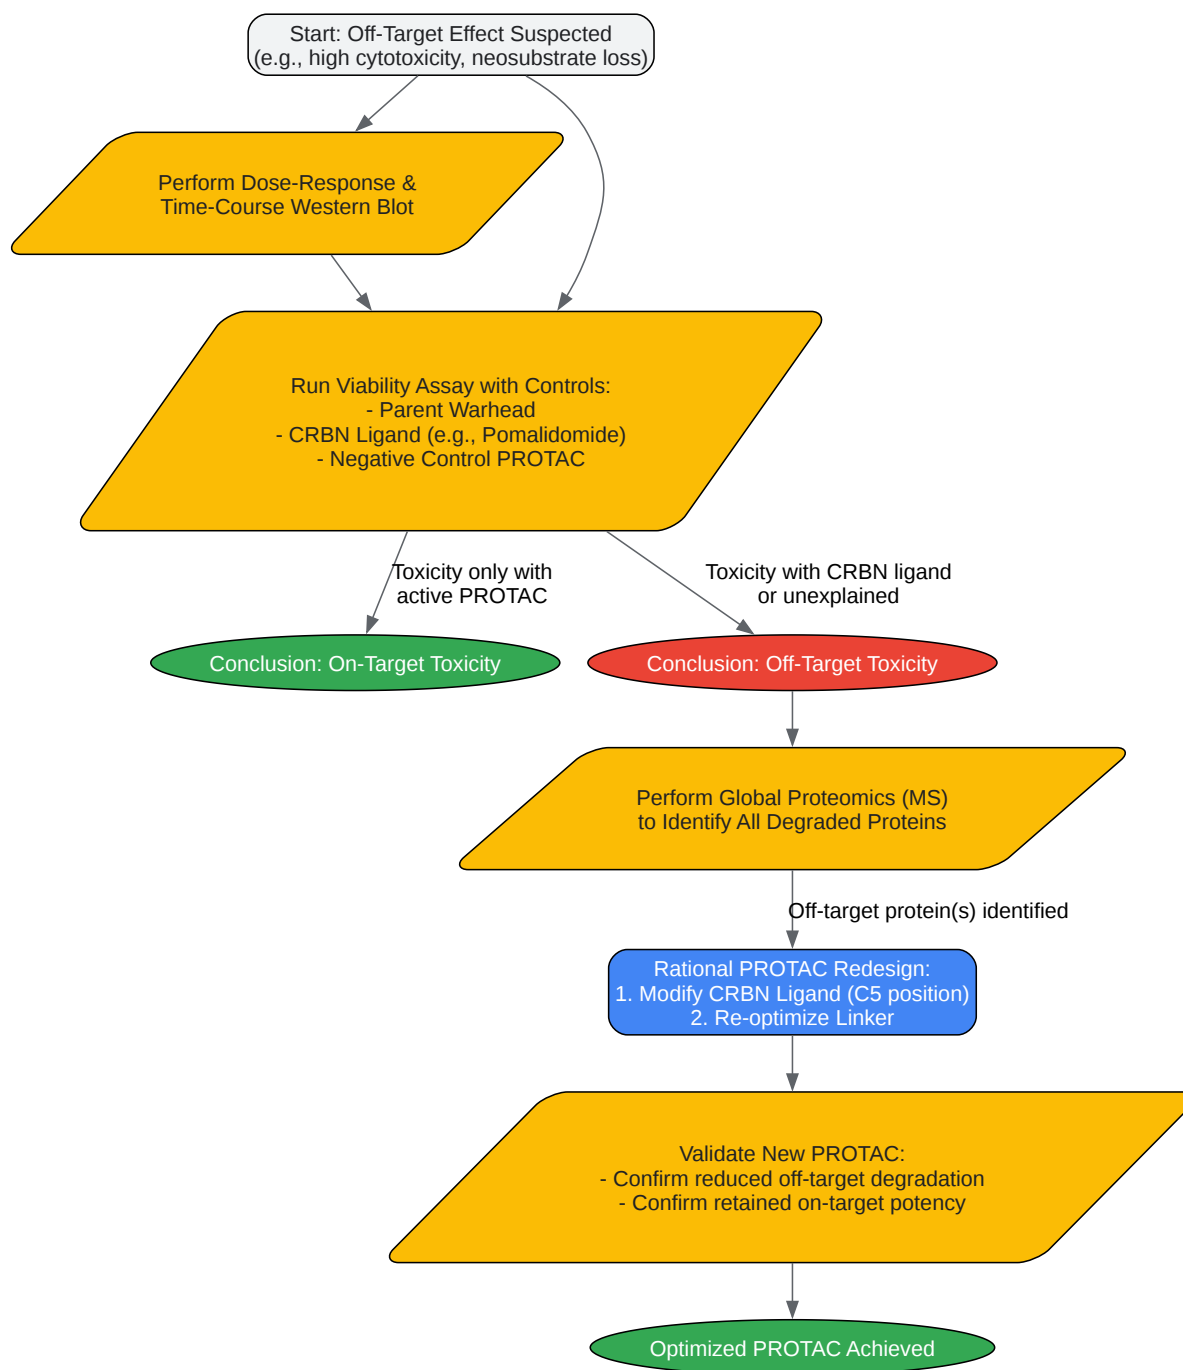 Start: Off-Target Effect Suspected
(e.g., high cytotoxicity, neosubstrate loss)
Perform Dose-Response &
Time-Course Western Blot
Run Viability Assay with Controls:
- Parent Warhead
- CRBN Ligand (e.g., Pomalidomide)
- Negative Control PROTAC
Toxicity only with
active PROTAC
Toxicity with CRBN ligand
or unexplained
Conclusion: On-Target Toxicity
Conclusion: Off-Target Toxicity
Perform Global Proteomics (MS)
to Identify All Degraded Proteins
Off-target protein(s) identified
Rational PROTAC Redesign:
1. Modify CRBN Ligand (C5 position)
2. Re-optimize Linker
Validate New PROTAC:
- Confirm reduced off-target degradation
- Confirm retained on-target potency
Optimized PROTAC Achieved